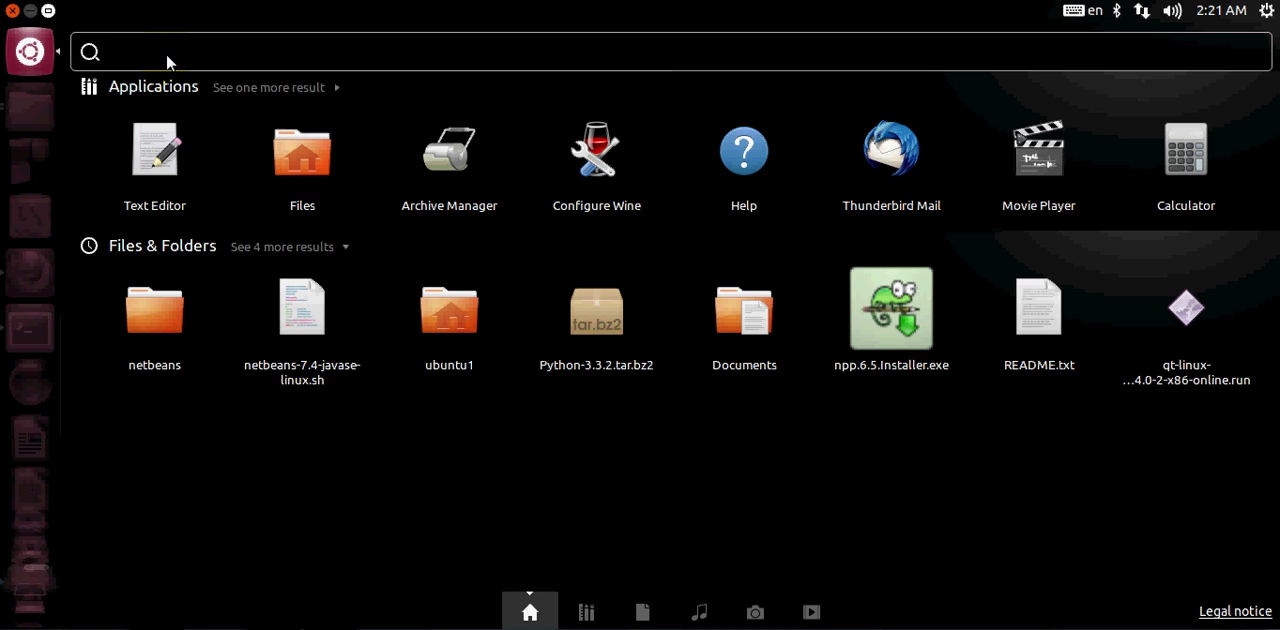 en 2:21 AM
Applications See one more result
Text Editor Files Archive Manager Configure Wine Help Thunderbird Mail Movie Player Calculator
Files & Folders See 4 more results
tar.bz2
netbeans netbeans-7.4-javase- ubuntu1 Python-3.3.2.tar.bz2 Documents npp.6.5.Installer.exe README.txt qt-linux-
linux.sh …4.0-2-x86-online.run
Legal notice